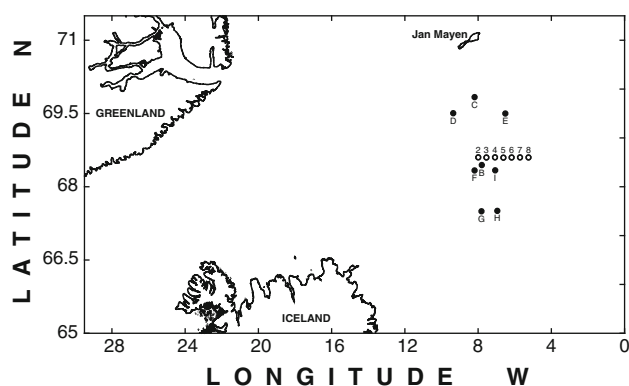 LATITUDE N
71
69.5
68
66.5
65
Jan Mayen
GREENLAND
C
D
E
2 3 4 5 6 7 8
B
F
I
G
H
ICELAND
28 24 20 16 12 8 4 0
LONGITUDE W